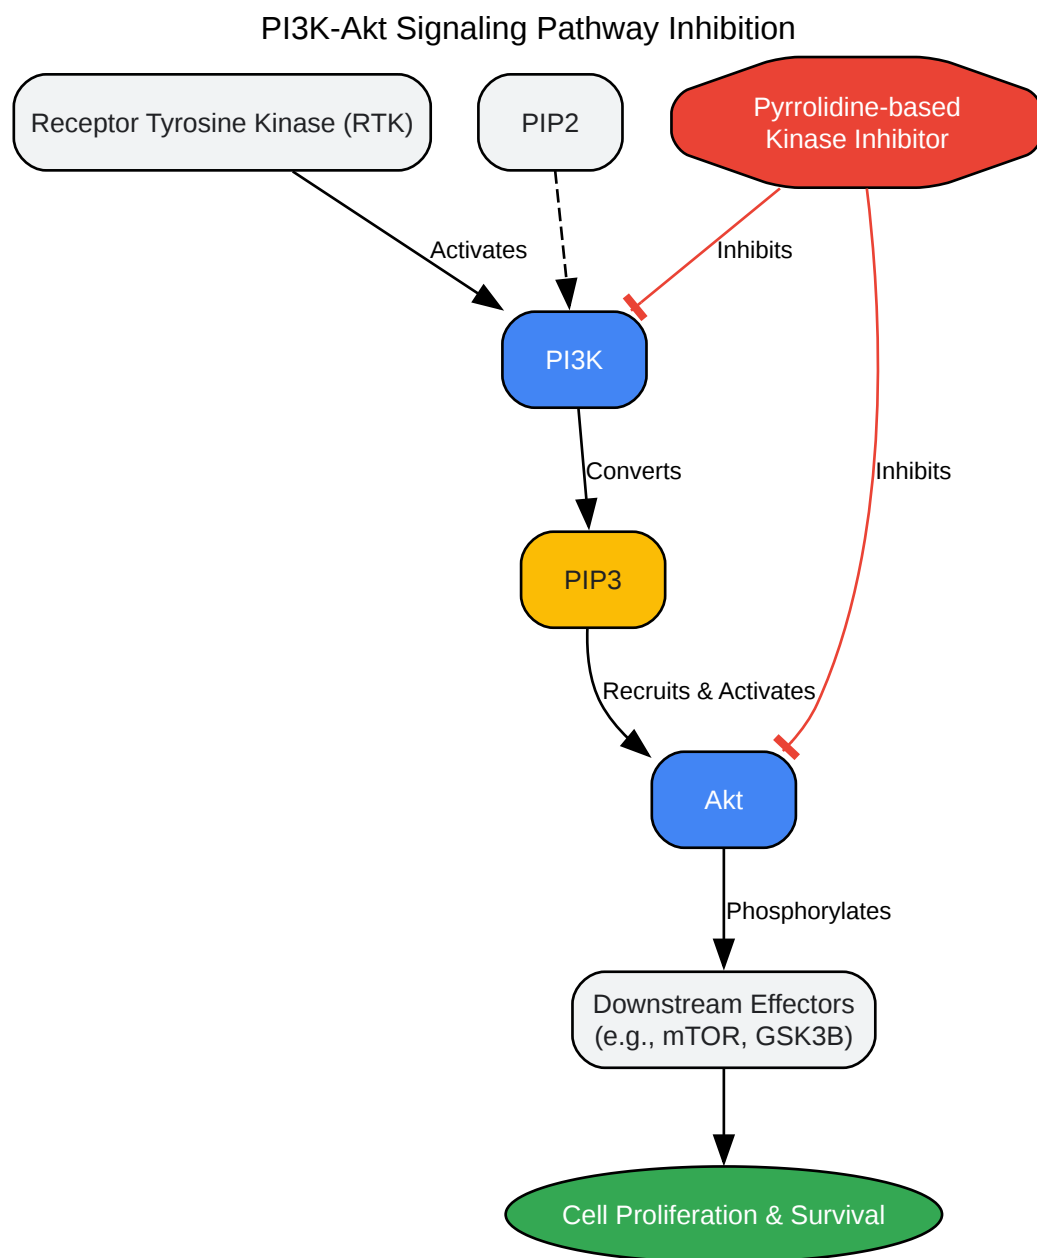 PI3K-Akt Signaling Pathway Inhibition
Receptor Tyrosine Kinase (RTK)
PIP2
Pyrrolidine-based
Kinase Inhibitor
Activates
Inhibits
PI3K
Converts
Inhibits
PIP3
Recruits & Activates
Akt
Phosphorylates
Downstream Effectors
(e.g., mTOR, GSK3B)
Cell Proliferation & Survival